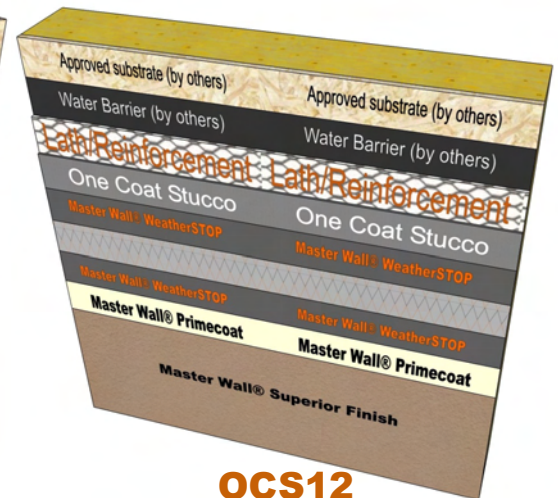 Approved substrate (by others) Approved substrate (by others)
Water Barrier (by others) Water Barrier (by others)
Lath/Reinforcement Lath/Reinforcement
One Coat Stucco One Coat Stucco
Master Wall® WeatherSTOP Master Wall® WeatherSTOP
Master Wall® WeatherSTOP Master Wall® WeatherSTOP
Master Wall® Primecoat Master Wall® Primecoat
Master Wall® Superior Finish
OCS12